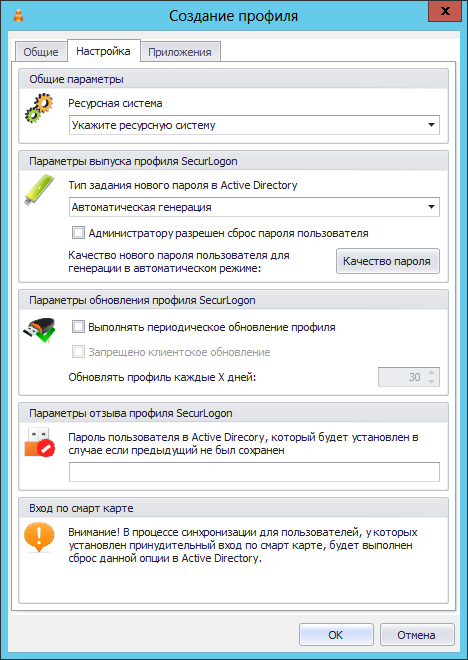 Создание профиля
x
Общие
Настройка
Приложения
Общие параметры
Ресурсная система
Укажите ресурсную систему
Параметры выпуска профиля SecurLogon
Тип задания нового пароля в Active Directory
Автоматическая генерация
Администратору разрешен сброс пароля пользователя
Качество нового пароля пользователя для
генерации в автоматическом режиме:
Качество пароля
Параметры обновления профиля SecurLogon
Выполнять периодическое обновление профиля
Запрещено клиентское обновление
Обновлять профиль каждые X дней:
30
Параметры отзыва профиля SecurLogon
Пароль пользователя в Active Direcory, который будет установлен в
случае если предыдущий не был сохранен
Вход по смарт карте
Внимание! В процессе синхронизации для пользователей, у которых
установлен принудительный вход по смарт карте, будет выполнен
сброс данной опции в Active Directory.
OK
Отмена